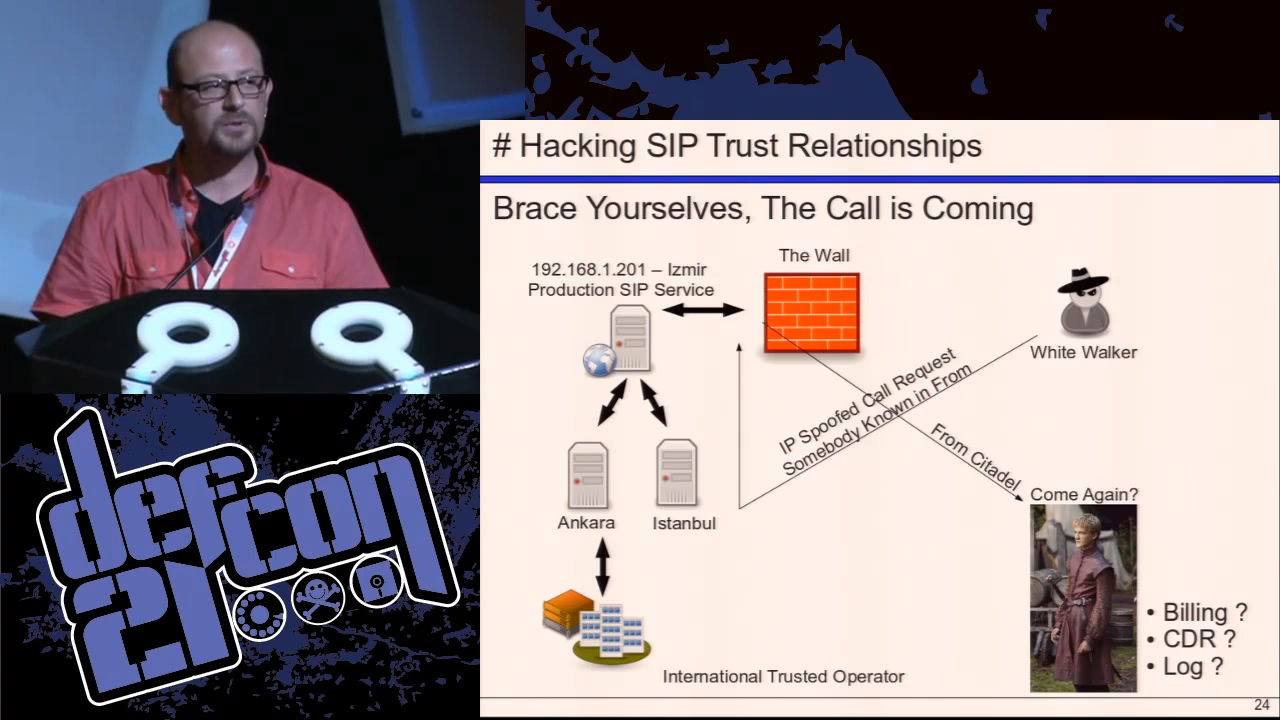 # Hacking SIP Trust Relationships
Brace Yourselves, The Call is Coming
192.168.1.201 – Izmir
Production SIP Service
The Wall
White Walker
IP Spoofed Call Request
Somebody Known in From
From Citadel
Come Again?
Ankara
Istanbul
• Billing ?
• CDR ?
• Log ?
International Trusted Operator
24
defcon
21